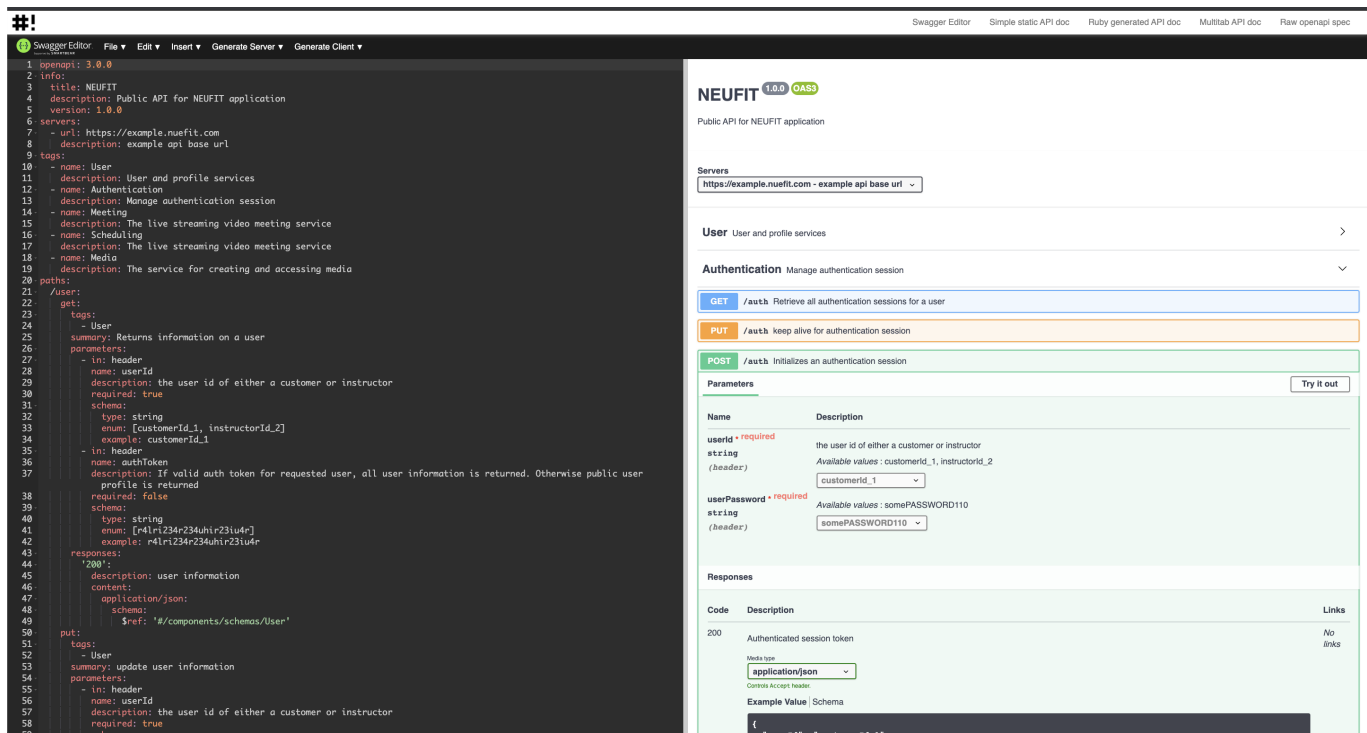 #!
Swagger Editor Simple static API doc Ruby generated API doc Multitab API doc Raw openapi spec
Swagger Editor File ▾ Edit ▾ Insert ▾ Generate Server ▾ Generate Client ▾
1 openapi: 3.0.0
2 info:
3 title: NEUFIT
4 description: Public API for NEUFIT application
5 version: 1.0.0
6 servers:
7 - url: https://example.nuefit.com
8 description: example api base url
9 tags:
10 - name: User
11 description: User and profile services
12 - name: Authentication
13 description: Manage authentication session
14 - name: Meeting
15 description: The live streaming video meeting service
16 - name: Scheduling
17 description: The live streaming video meeting service
18 - name: Media
19 description: The service for creating and accessing media
20 paths:
21 /user:
22 get:
23 tags:
24 - User
25 summary: Returns information on a user
26 parameters:
27 - in: header
28 name: userId
29 description: the user id of either a customer or instructor
30 required: true
31 schema:
32 type: string
33 enum: [customerId_1, instructorId_2]
34 example: customerId_1
35 - in: header
36 name: authToken
37 description: If valid auth token for requested user, all user information is returned. Otherwise public user
profile is returned
38 required: false
39 schema:
40 type: string
41 enum: [r4lri234r234uhir23iu4r]
42 example: r4lri234r234uhir23iu4r
43 responses:
44 '200':
45 description: user information
46 content:
47 application/json:
48 schema:
49 $ref: '#/components/schemas/User'
50 put:
51 tags:
52 - User
53 summary: update user information
54 parameters:
55 - in: header
56 name: userId
57 description: the user id of either a customer or instructor
58 required: true
NEUFIT 1.0.0 OAS3
Public API for NEUFIT application
Servers
https://example.nuefit.com - example api base url
User User and profile services
Authentication Manage authentication session
GET /auth Retrieve all authentication sessions for a user
PUT /auth keep alive for authentication session
POST /auth Initializes an authentication session
Parameters Try it out
Name Description
userId * required
string
(header)
the user id of either a customer or instructor
Available values : customerId_1, instructorId_2
customerId_1
userPassword * required
string
(header)
Available values : somePASSWORD110
somePASSWORD110
Responses
Code Description Links
200 Authenticated session token No links
Media type
application/json
Controls Accept header.
Example Value Schema
{